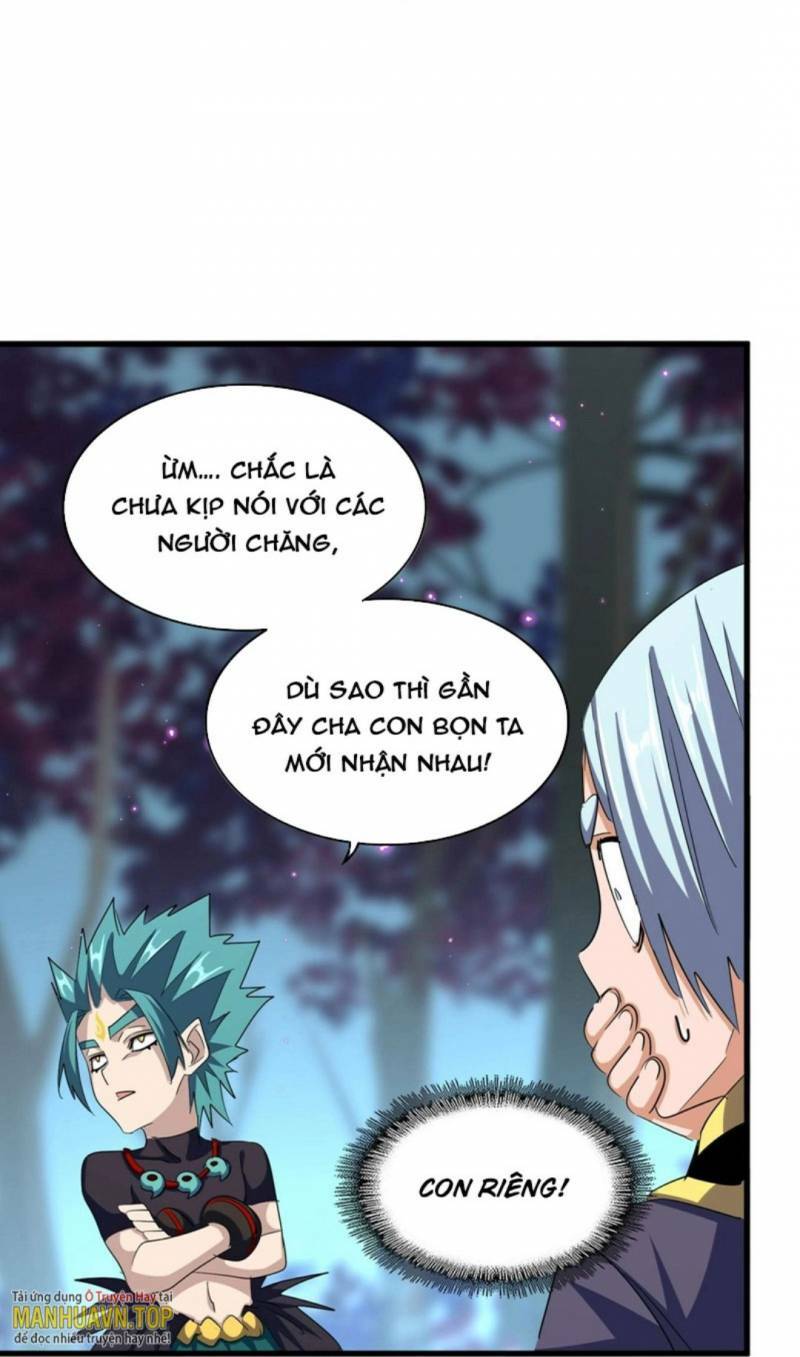 ỪM.... CHẮC LÀ
CHƯA KỊP NÓI VỚI CÁC
NGƯỜI CHĂNG,
DÙ SAO THÌ GẦN
ĐÂY CHA CON BỌN TA
MỚI NHẬN NHAU!
CON RIÊNG!
Tải ứng dụng Ổ Truyện Hay tại
MANHUAVN.TOP
để đọc nhiều truyện hay nhé!